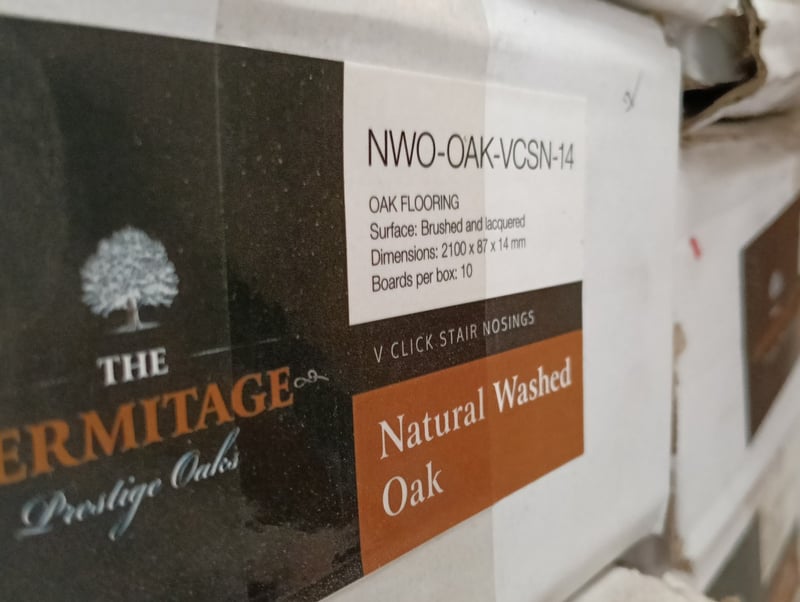 THE
ERMITAGE
Prestige Oaks
NWO-OAK-VCSN-14
OAK FLOORING
Surface: Brushed and lacquered
Dimensions: 2100 x 87 x 14 mm
Boards per box: 10
V CLICK STAIR NOSINGS
Natural Washed
Oak